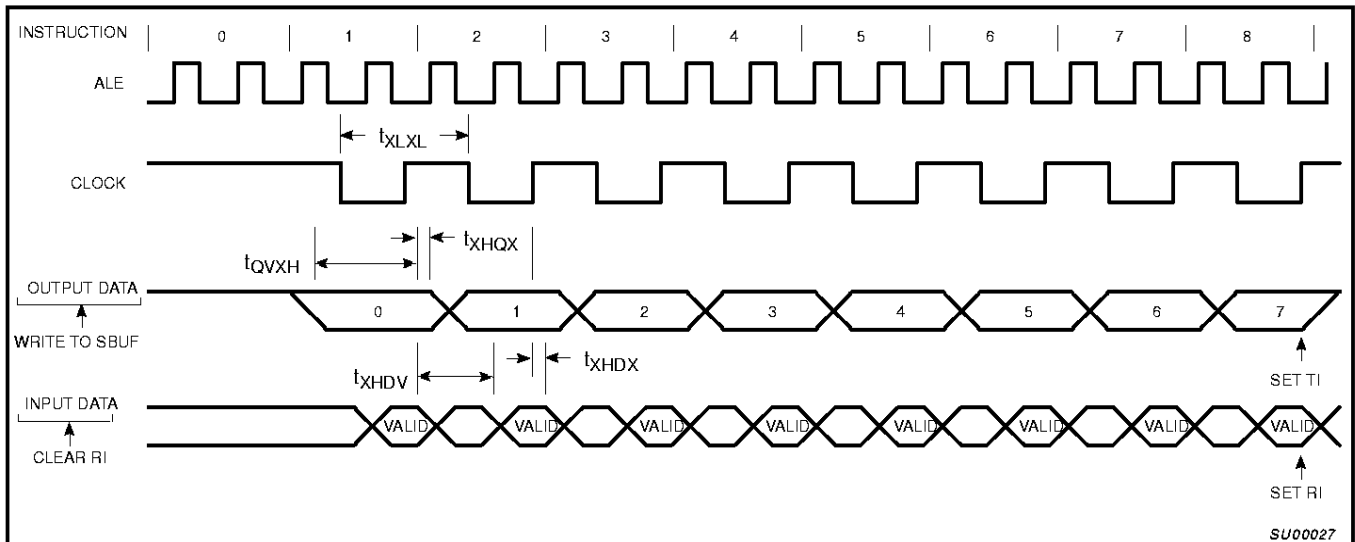 INSTRUCTION 0 1 2 3 4 5 6 7 8
ALE
tXLXL
CLOCK
tXHQX
tQVXH
OUTPUT DATA 0 1 2 3 4 5 6 7
WRITE TO SBUF
tXHDX
tXHDV
SET TI
INPUT DATA VALID VALID VALID VALID VALID VALID VALID VALID
CLEAR RI
SET RI
SU00027